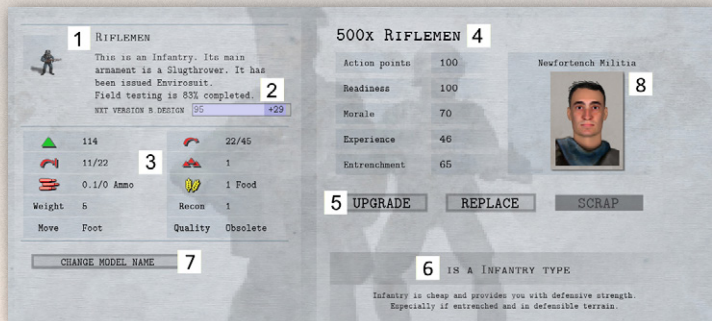 1 RIFLEMEN
This is an Infantry. Its main
armament is a Slugthrower. It has
been issued Envirosuit.
Field testing is 83% completed.
2
NXT VERSION B.DESIGN 95 +29
114 22/45
11/22 3 1
0.1/0 Ammo 1 Food
Weight 5 Recon 1
Move Foot Quality Obsolete
CHANGE MODEL NAME 7
500x RIFLEMEN 4
Action points 100
Readiness 100
Morale 70
Experience 46
Entrenchment 65
Newfortench Militia
8
5 UPGRADE REPLACE SCRAP
6 IS A INFANTRY TYPE
Infantry is cheap and provides you with defensive strength.
Especially if entrenched and in defensible terrain.